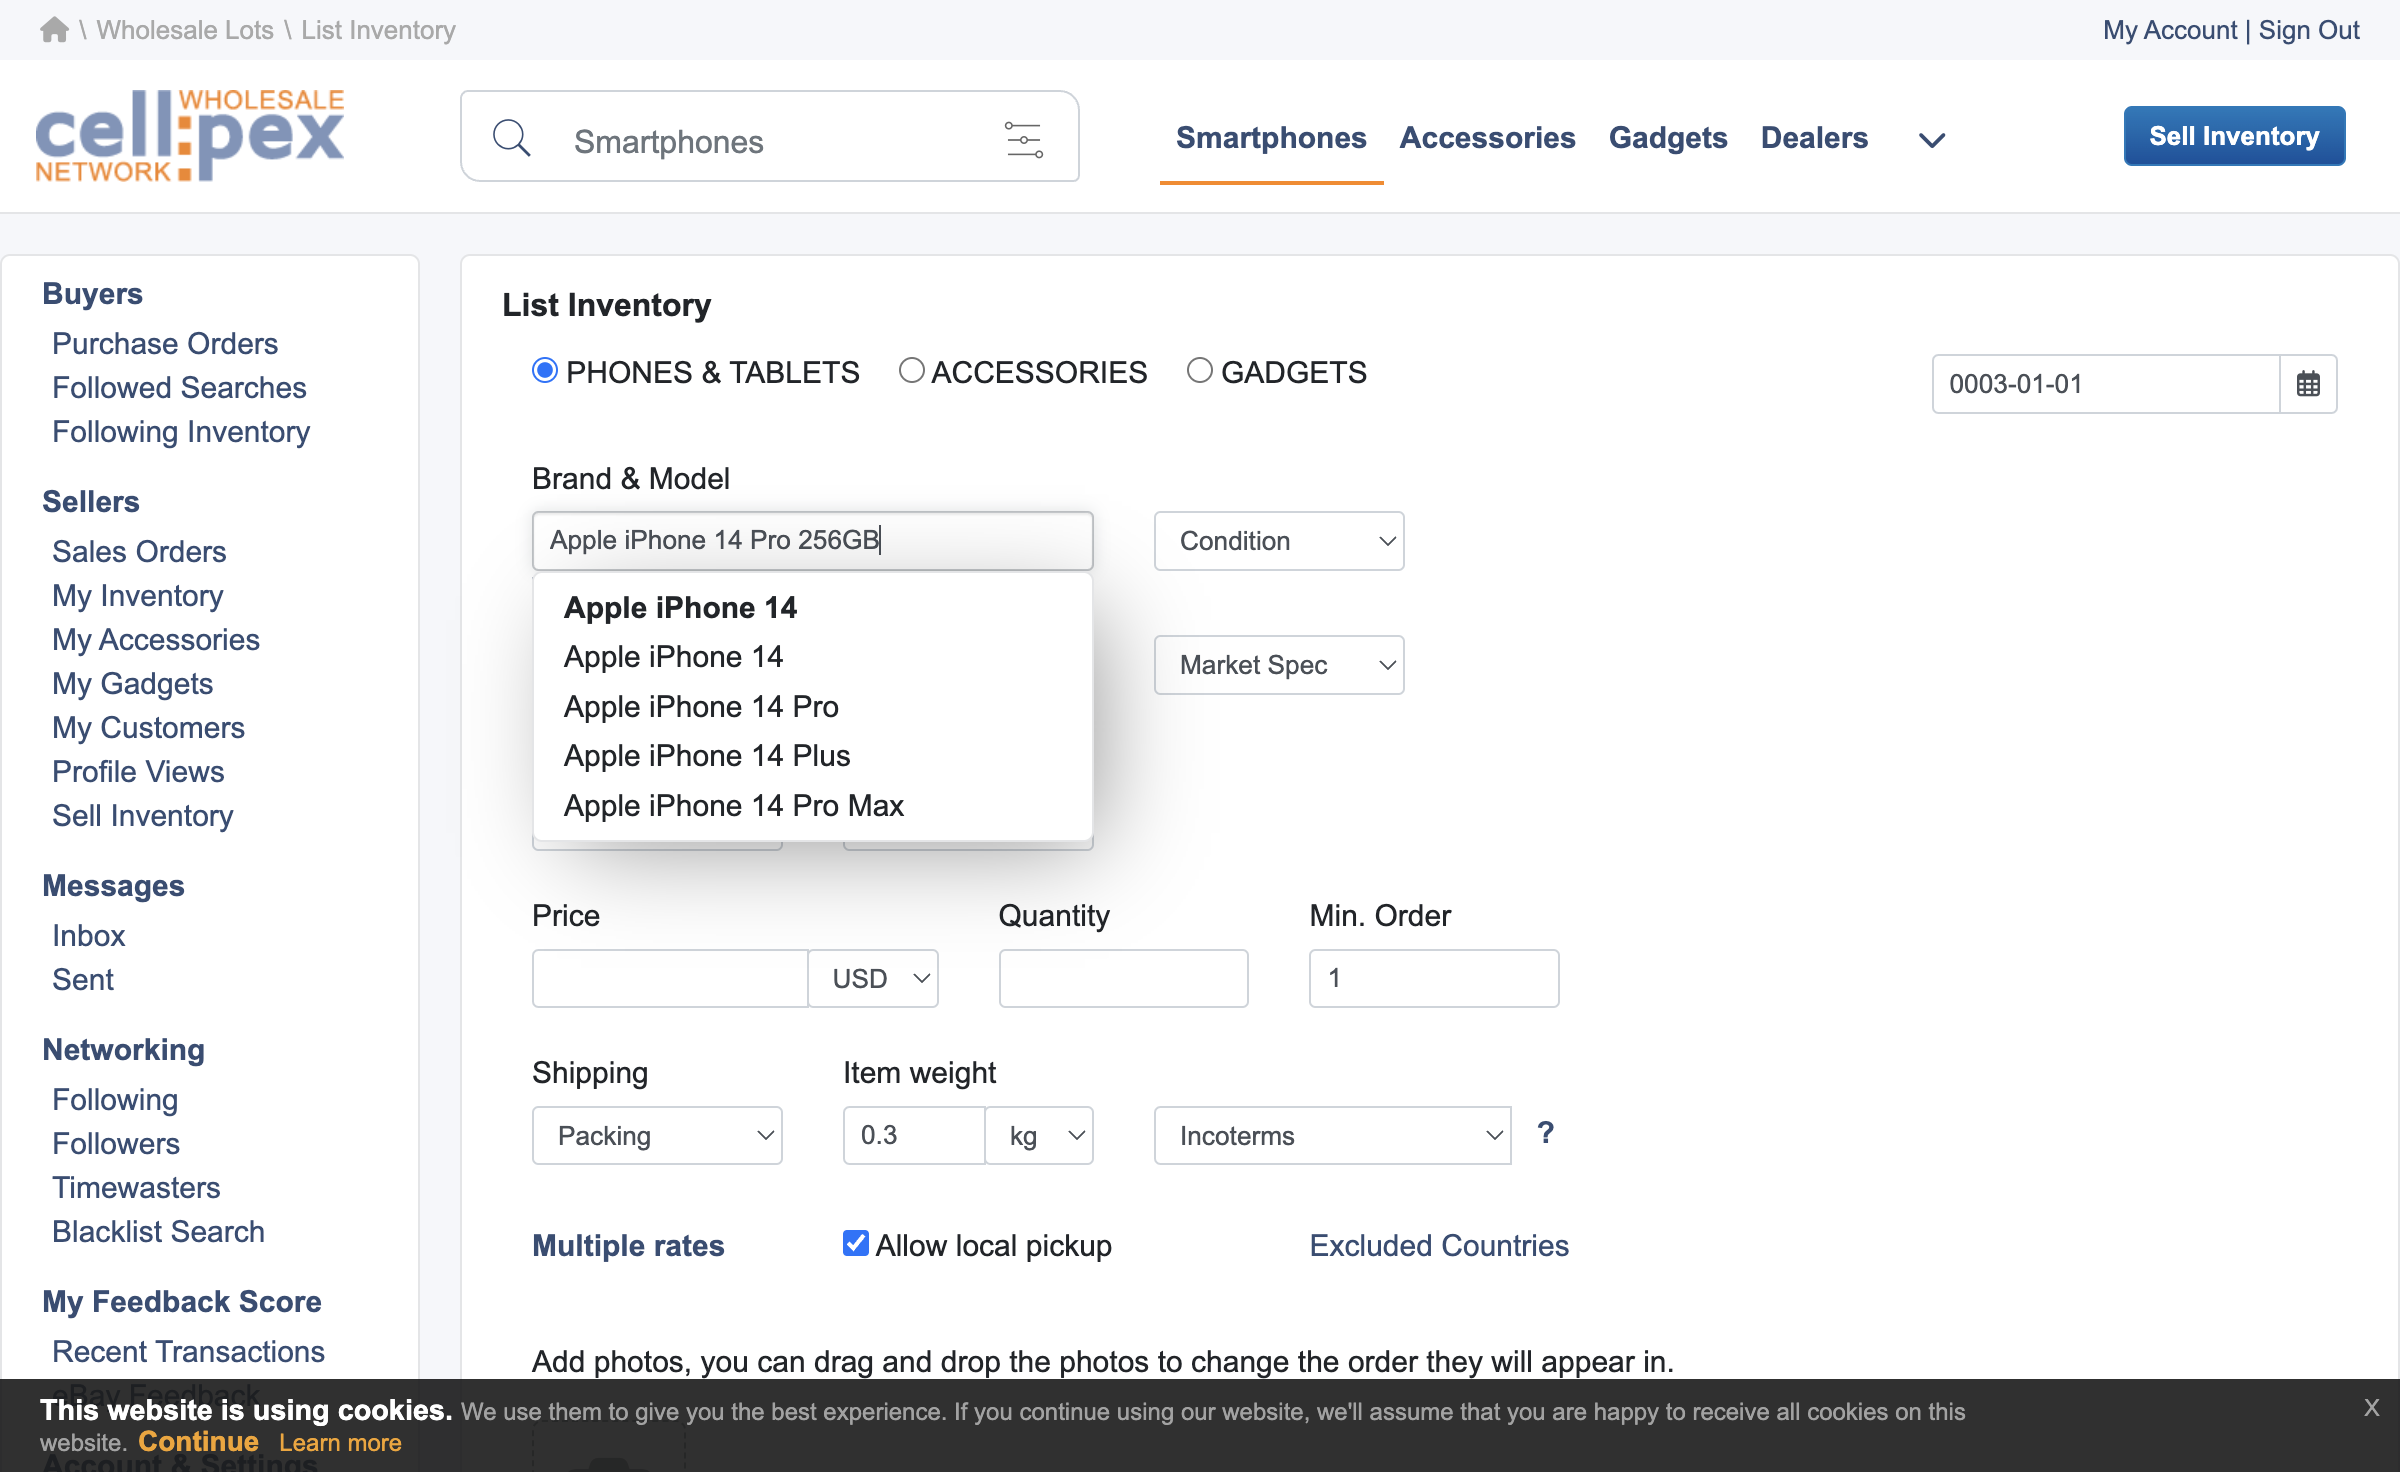 \ Wholesale Lots \ List Inventory
My Account | Sign Out
WHOLESALE
cell:pex
NETWORK
Smartphones
Smartphones
Accessories
Gadgets
Dealers
Sell Inventory
Buyers
Purchase Orders
Followed Searches
Following Inventory
Sellers
Sales Orders
My Inventory
My Accessories
My Gadgets
My Customers
Profile Views
Sell Inventory
Messages
Inbox
Sent
Networking
Following
Followers
Timewasters
Blacklist Search
My Feedback Score
Recent Transactions
eBay Feedback
Account & Settings
List Inventory
PHONES & TABLETS
ACCESSORIES
GADGETS
0003-01-01
Brand & Model
Apple iPhone 14 Pro 256GB
Condition
Apple iPhone 14
Apple iPhone 14
Apple iPhone 14 Pro
Apple iPhone 14 Plus
Apple iPhone 14 Pro Max
Market Spec
Price
Quantity
Min. Order
USD
1
Shipping
Item weight
Packing
0.3
kg
Incoterms
?
Multiple rates
Allow local pickup
Excluded Countries
Add photos, you can drag and drop the photos to change the order they will appear in.
This website is using cookies. We use them to give you the best experience. If you continue using our website, we'll assume that you are happy to receive all cookies on this
website. Continue Learn more
X